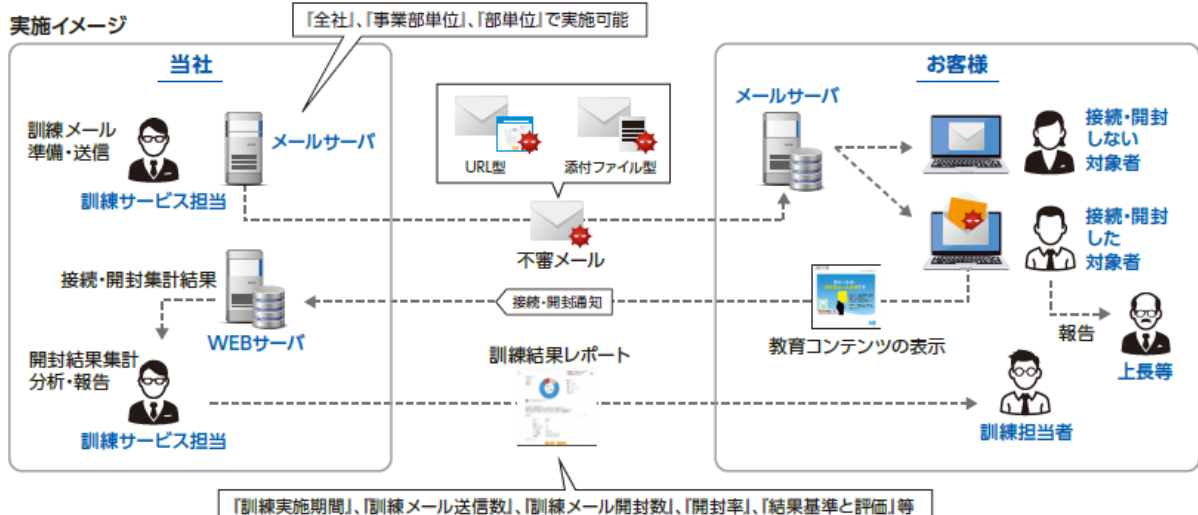 実施イメージ
『全社』、『事業部単位』、『部単位』で実施可能
当社
訓練メール
準備・送信
訓練サービス担当
メールサーバ
URL型
添付ファイル型
不審メール
お客様
メールサーバ
接続・開封
しない
対象者
接続・開封
した
対象者
接続・開封集計結果
WEBサーバ
接続・開封通知
教育コンテンツの表示
報告
上長等
開封結果集計
分析・報告
訓練サービス担当
訓練結果レポート
訓練担当者
『訓練実施期間』、『訓練メール送信数』、『訓練メール開封数』、『開封率』、『結果基準と評価』等